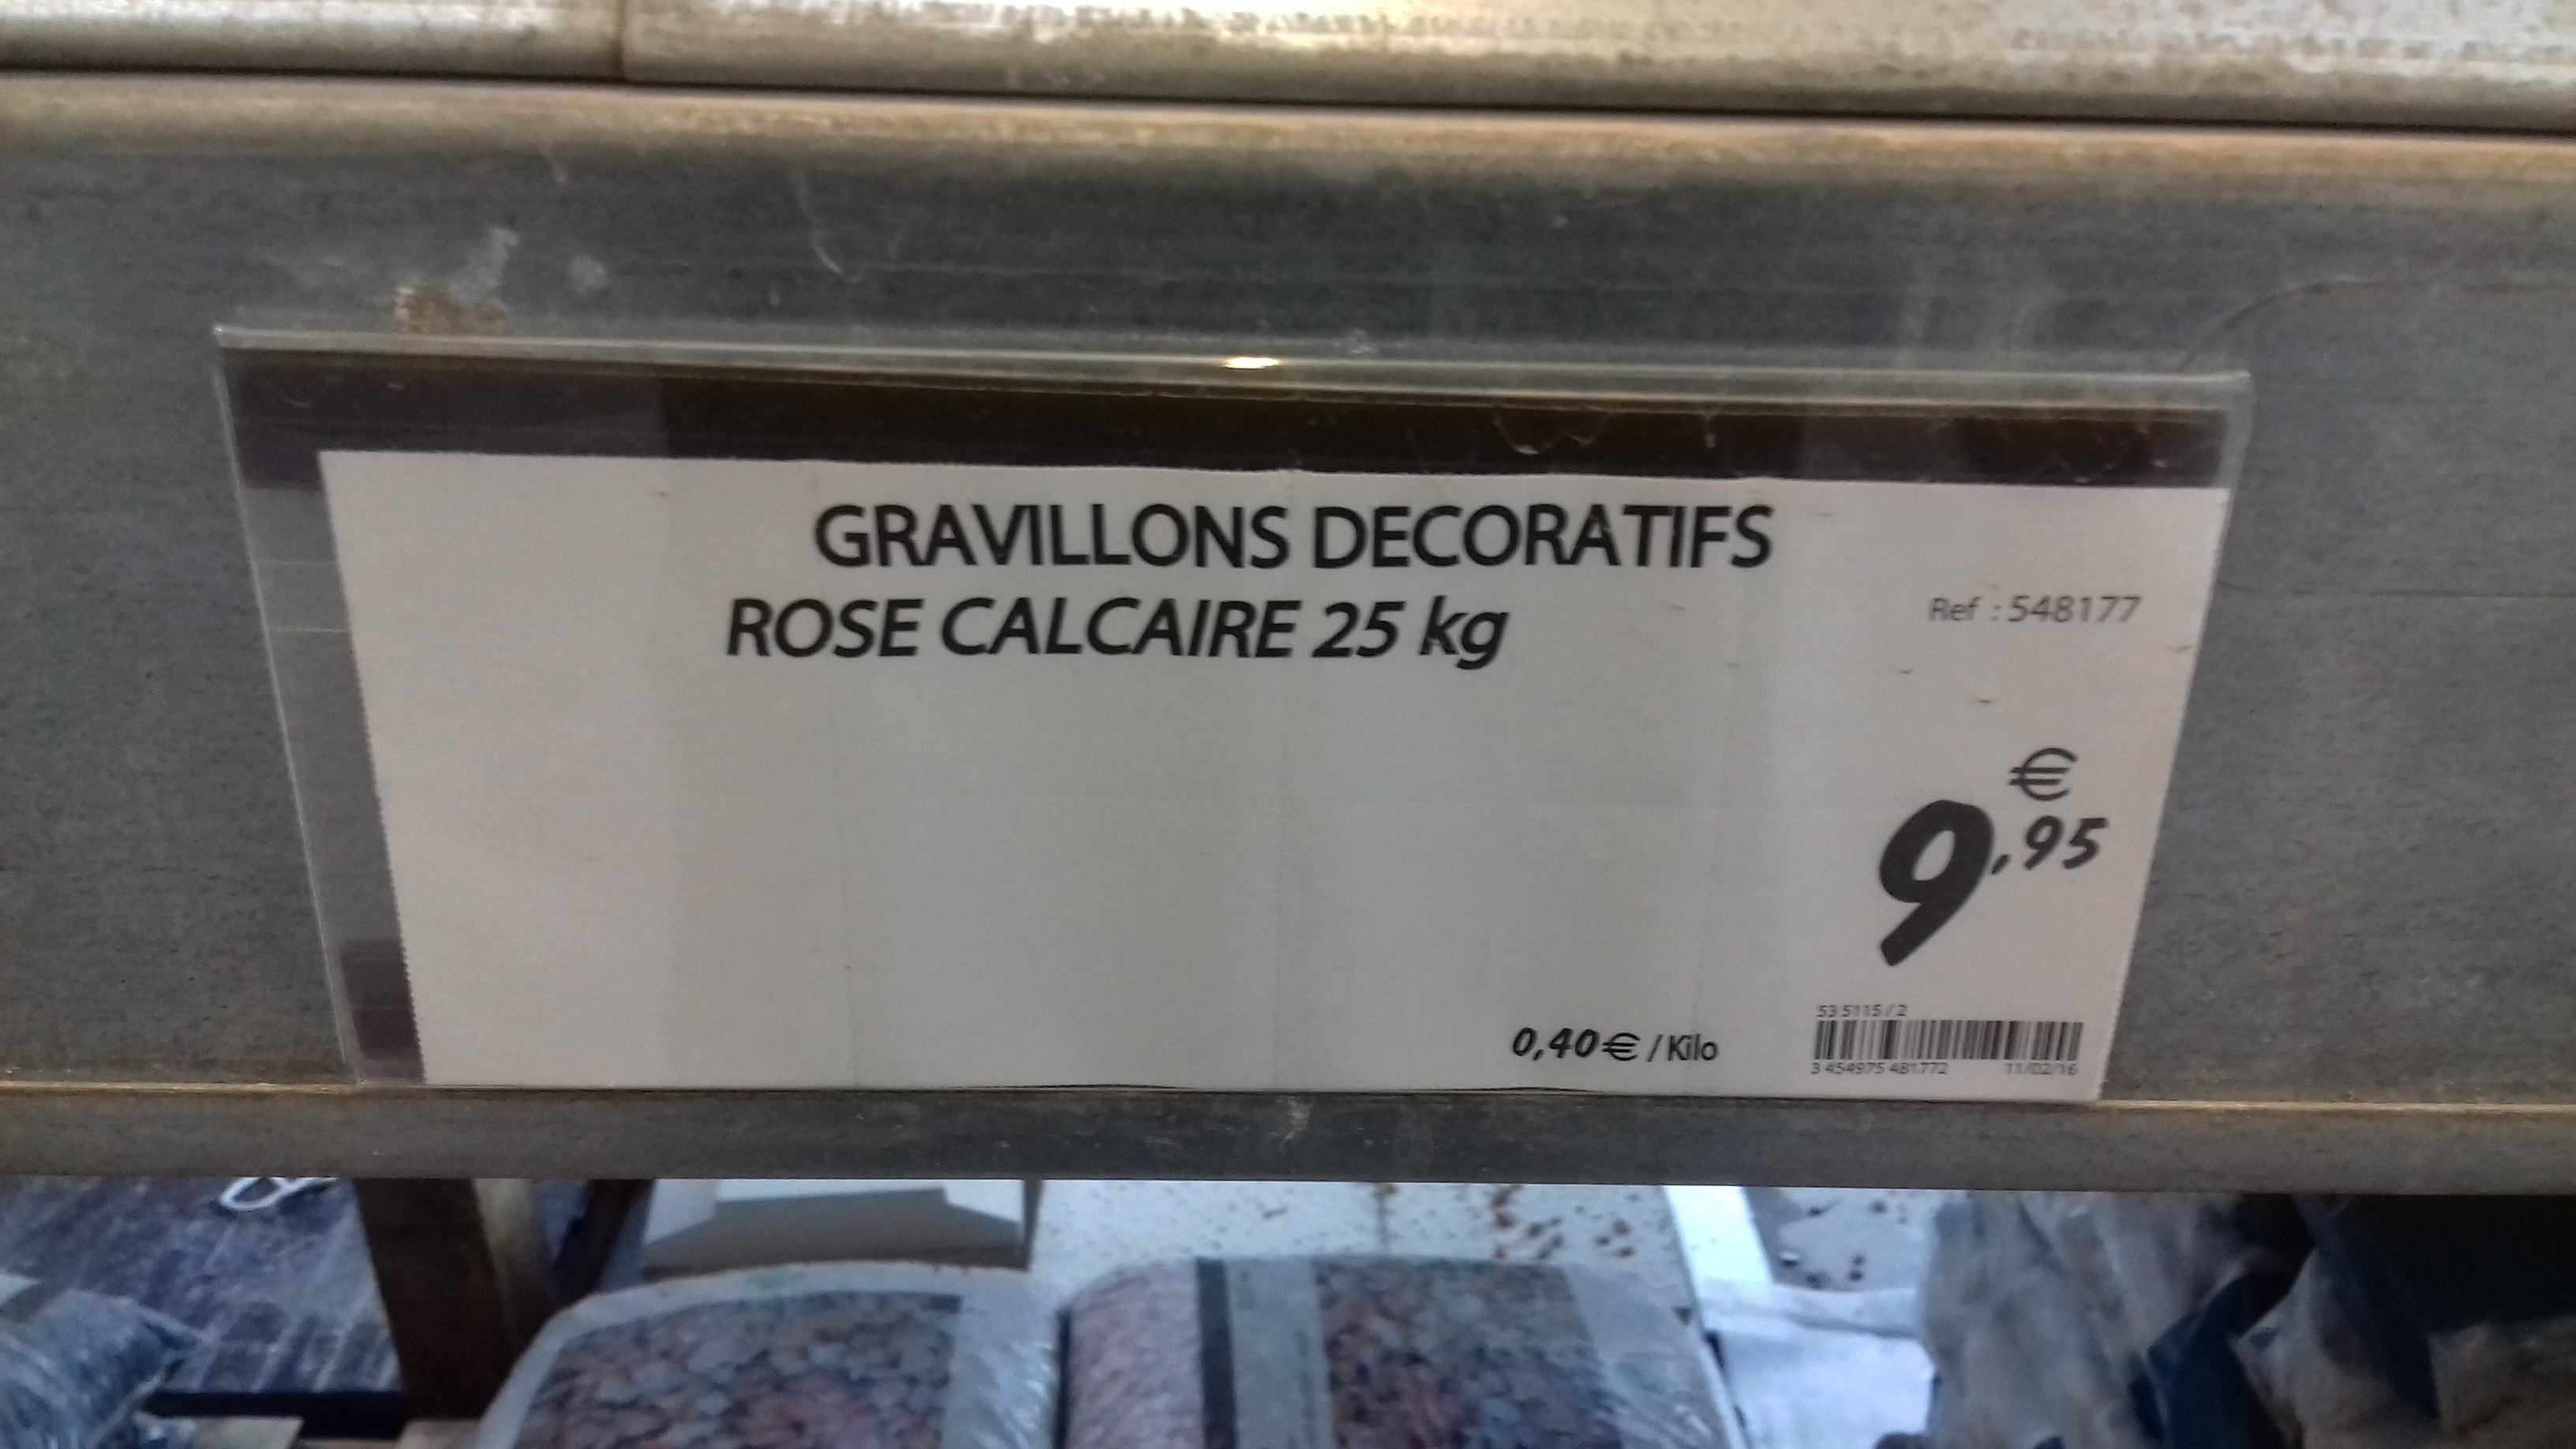 GRAVILLONS DECORATIFS
ROSE CALCAIRE 25 kg
Ref : 548177
€
9,95
0,40€ / Kilo
53 5115 / 2
3 454975 481772 11/02/16